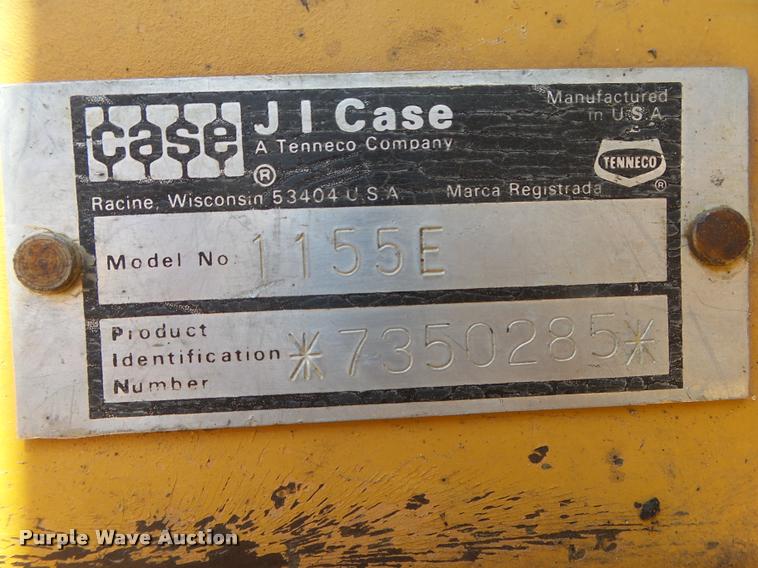 case J I Case
A Tenneco Company
®
Manufactured
in U.S.A.
TENNECO
®
Racine, Wisconsin 53404 U.S.A. Marca Registrada
Model No. 1155E
Product
Identification
Number
*7350285*
Purple Wave Auction